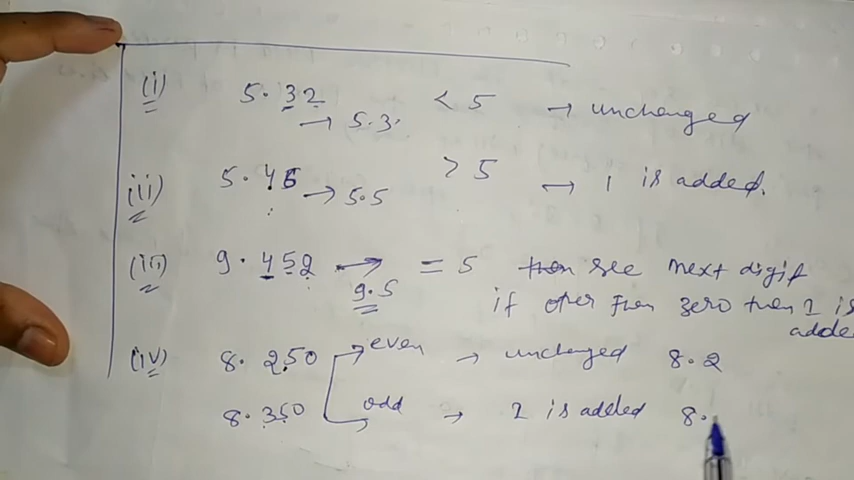 (i) 5.32 < 5 → unchanged
→ 5.3.
(ii) 5.46 > 5 → 1 is added.
→ 5.5
(iii) 9.452 → = 5 then see next digit
9.5 if other than zero then 1 is
added
(iv) 8.250 → even → unchanged 8.2
8.350 → odd → 1 is added 8.